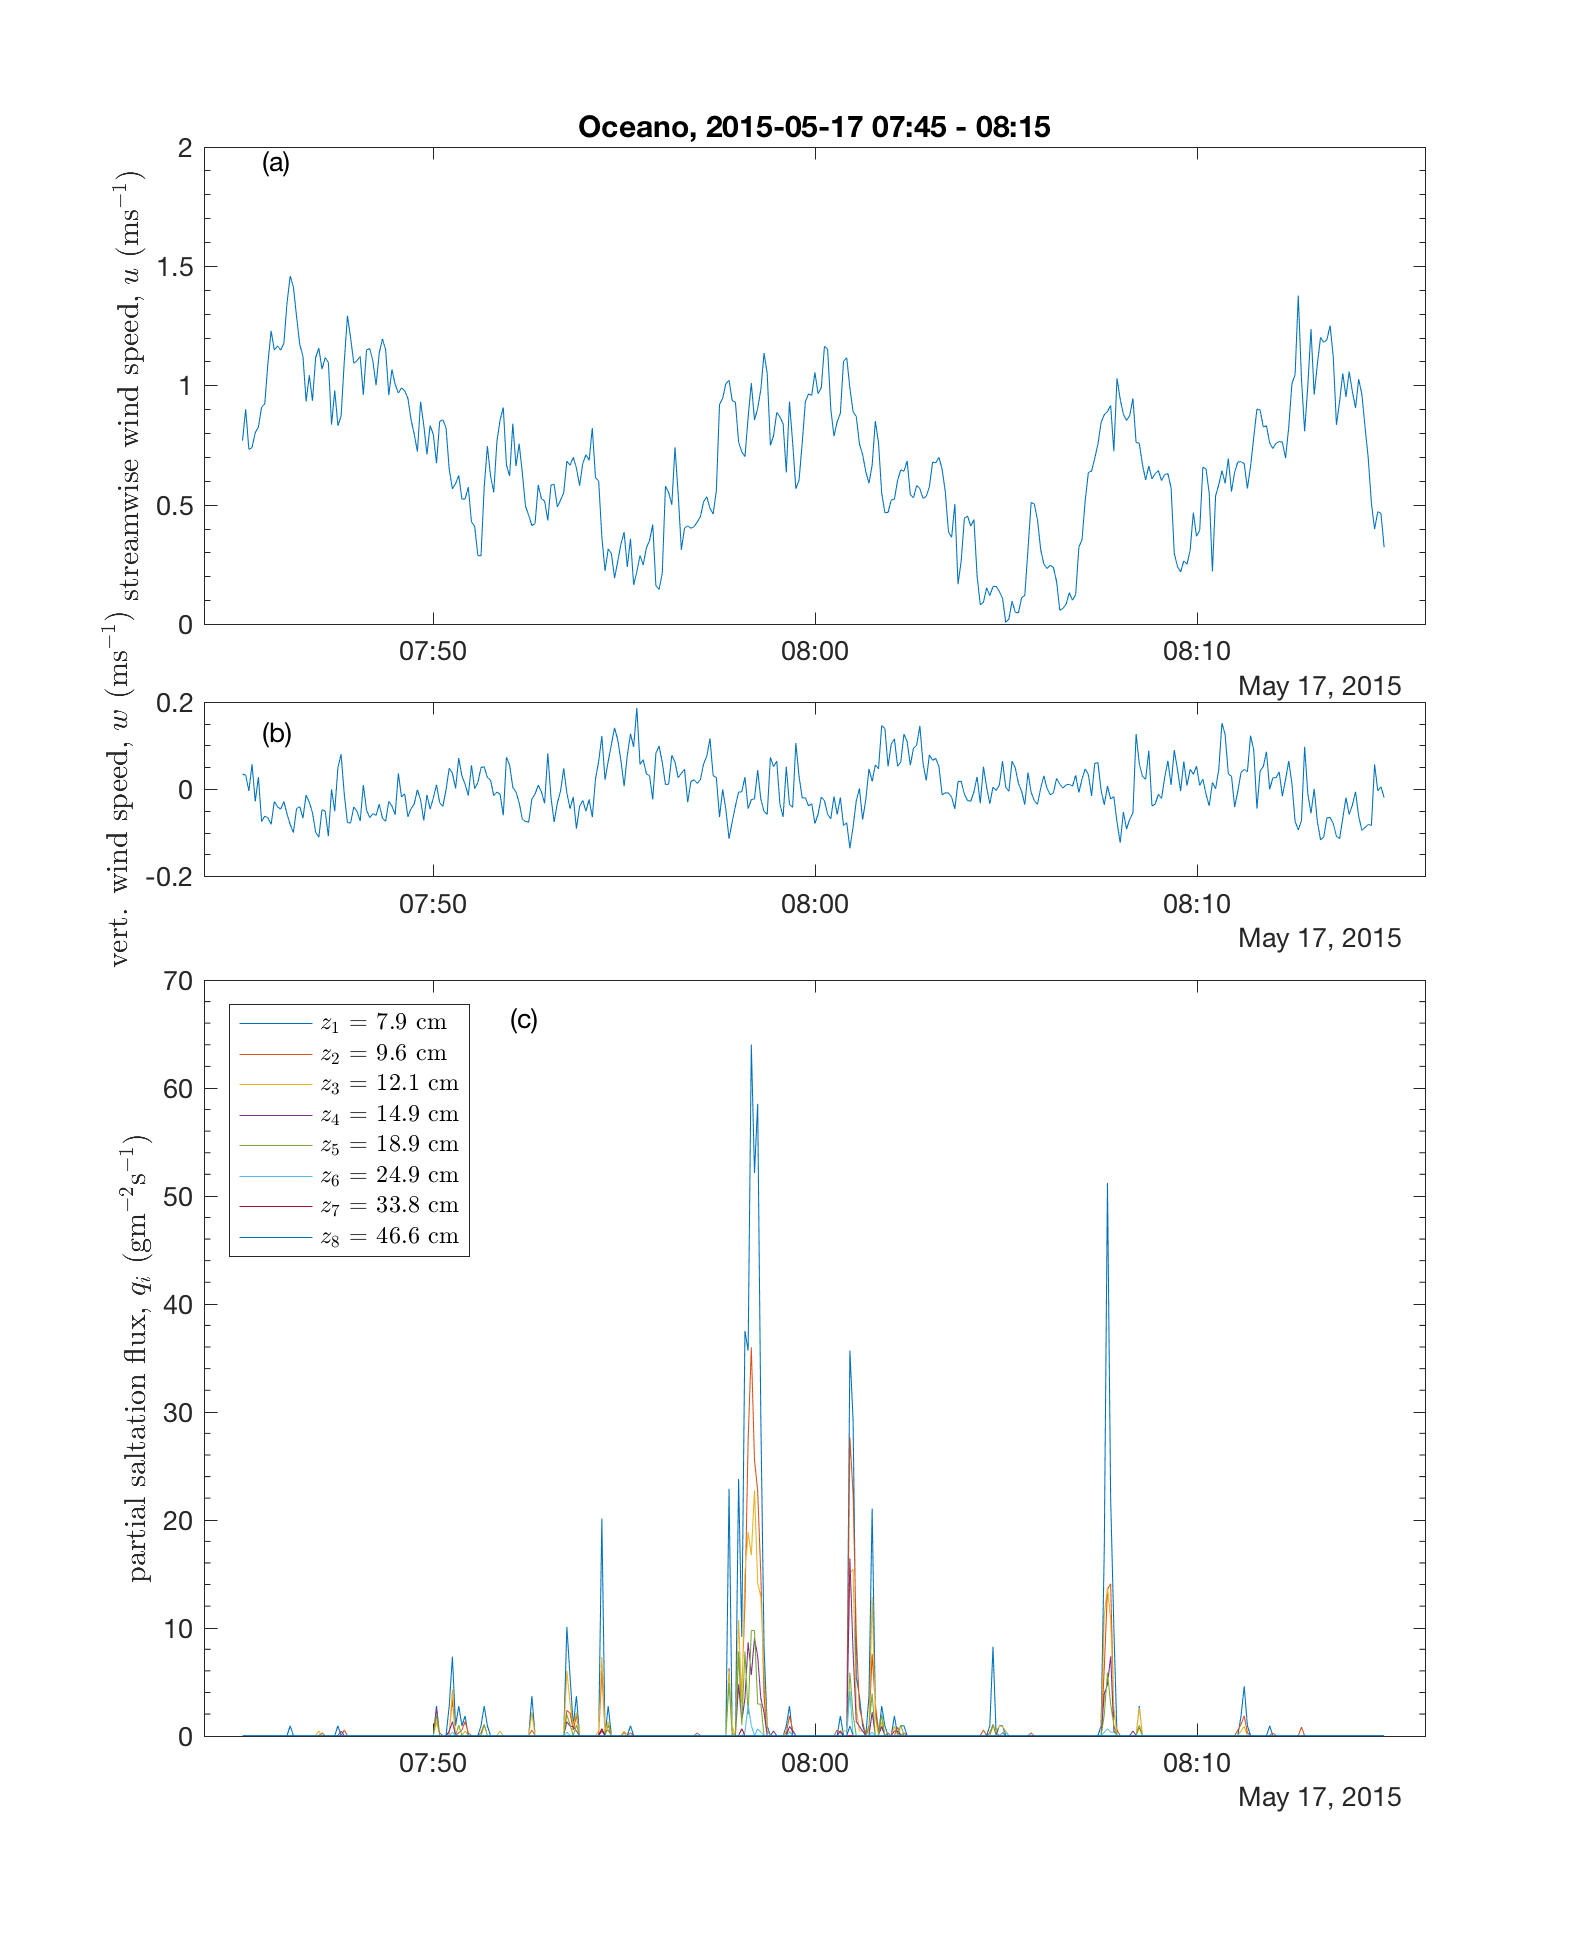 Oceano, 2015-05-17 07:45 - 08:15
(a)
streamwise wind speed, u (ms⁻¹)
2
1.5
1
0.5
0
07:50 08:00 08:10
May 17, 2015
(b)
vert. wind speed, w (ms⁻¹)
0.2
0
-0.2
07:50 08:00 08:10
May 17, 2015
(c)
partial saltation flux, qᵢ (gm⁻²s⁻¹)
70
60
50
40
30
20
10
0
z₁ = 7.9 cm
z₂ = 9.6 cm
z₃ = 12.1 cm
z₄ = 14.9 cm
z₅ = 18.9 cm
z₆ = 24.9 cm
z₇ = 33.8 cm
z₈ = 46.6 cm
07:50 08:00 08:10
May 17, 2015